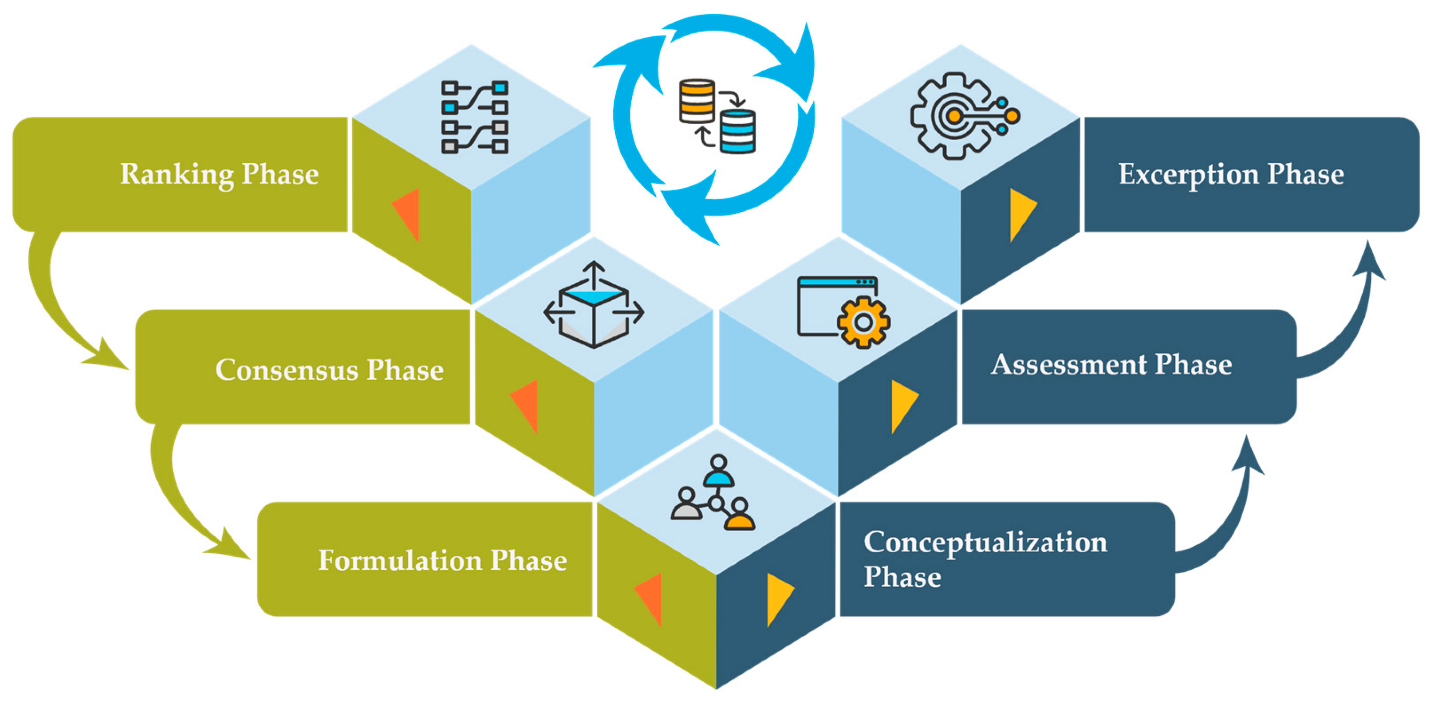 Ranking Phase
Excerption Phase
Consensus Phase
Assessment Phase
Formulation Phase
Conceptualization
Phase